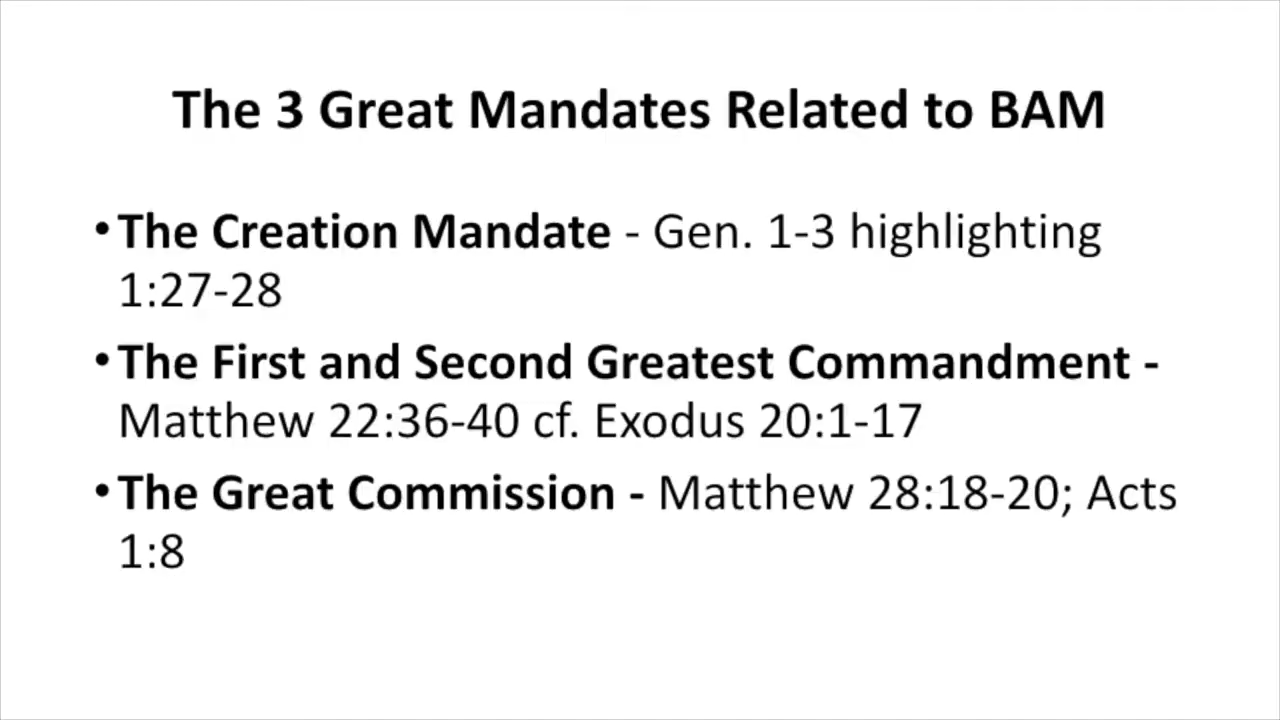 The 3 Great Mandates Related to BAM
• The Creation Mandate - Gen. 1-3 highlighting
1:27-28
• The First and Second Greatest Commandment -
Matthew 22:36-40 cf. Exodus 20:1-17
• The Great Commission - Matthew 28:18-20; Acts
1:8